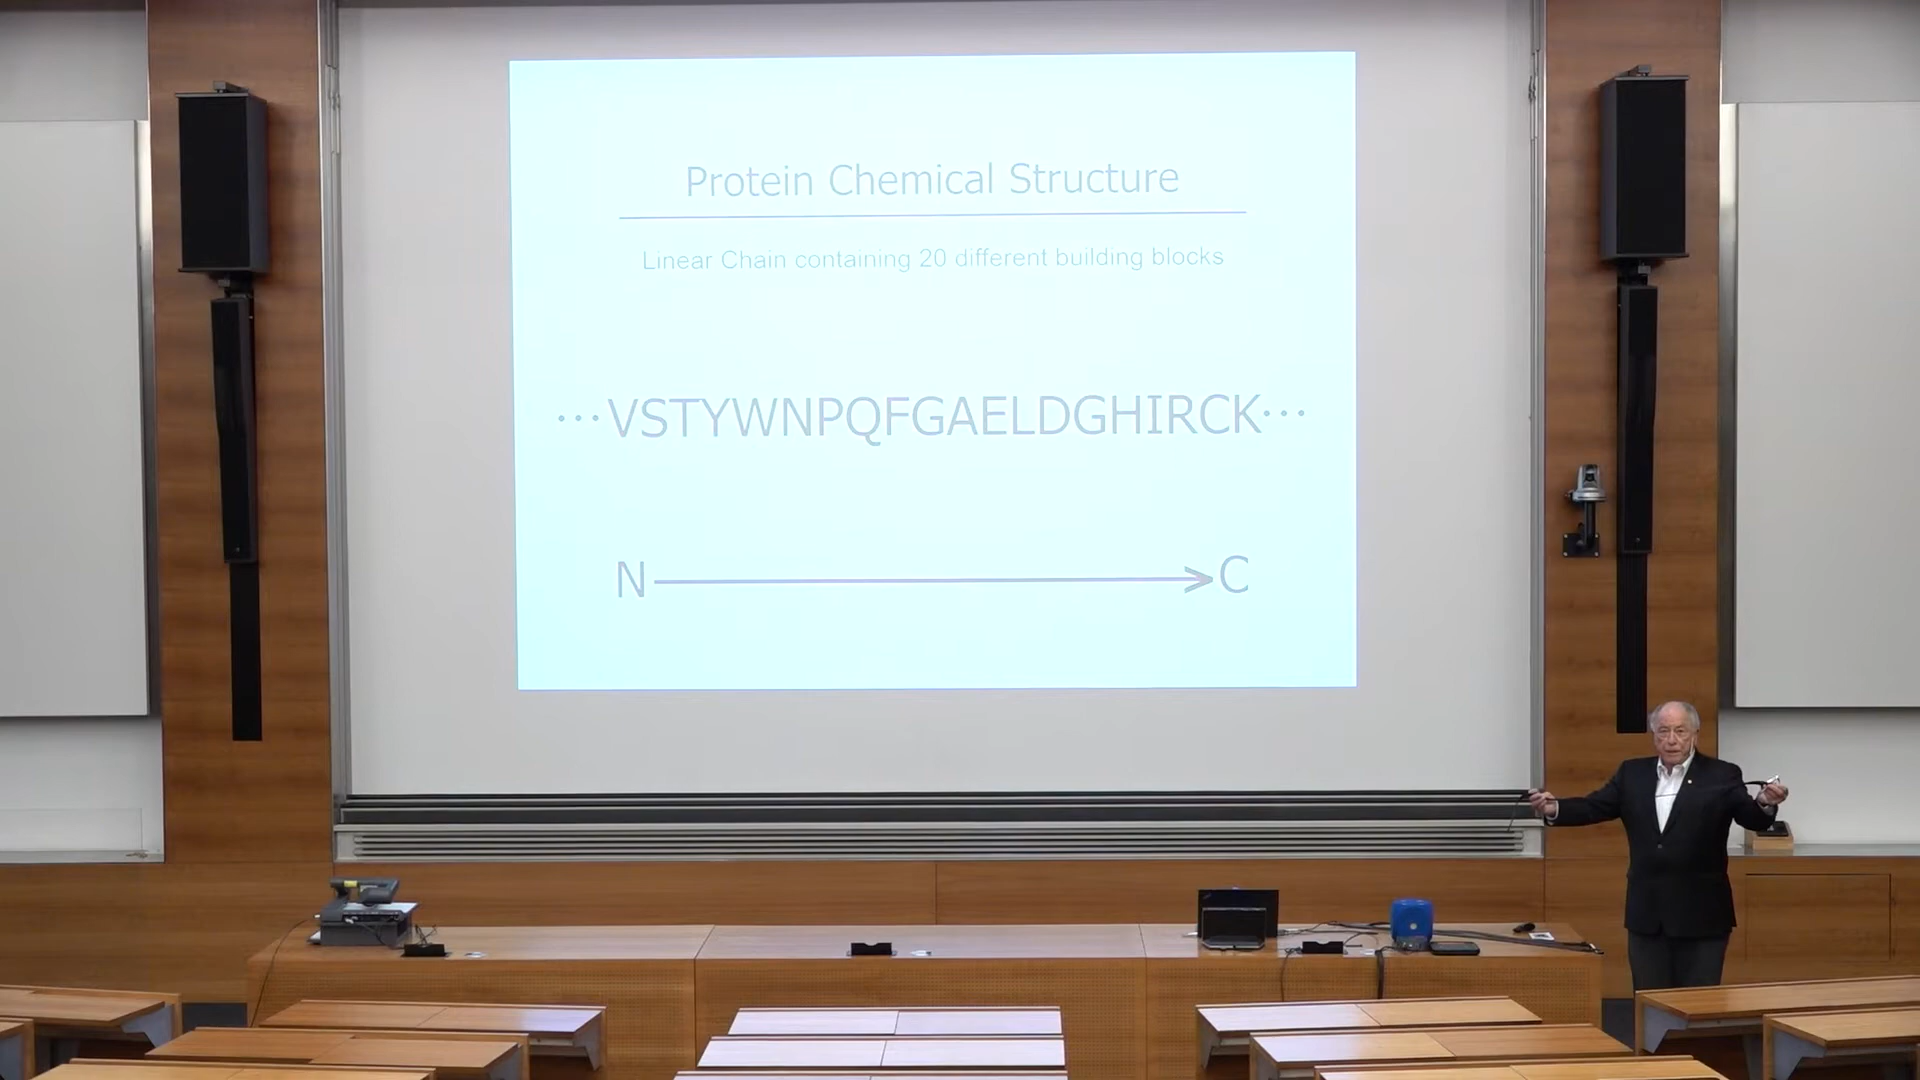 Protein Chemical Structure
Linear Chain containing 20 different building blocks
···VSTYWNPQFGAELDGHIRCK···
N C